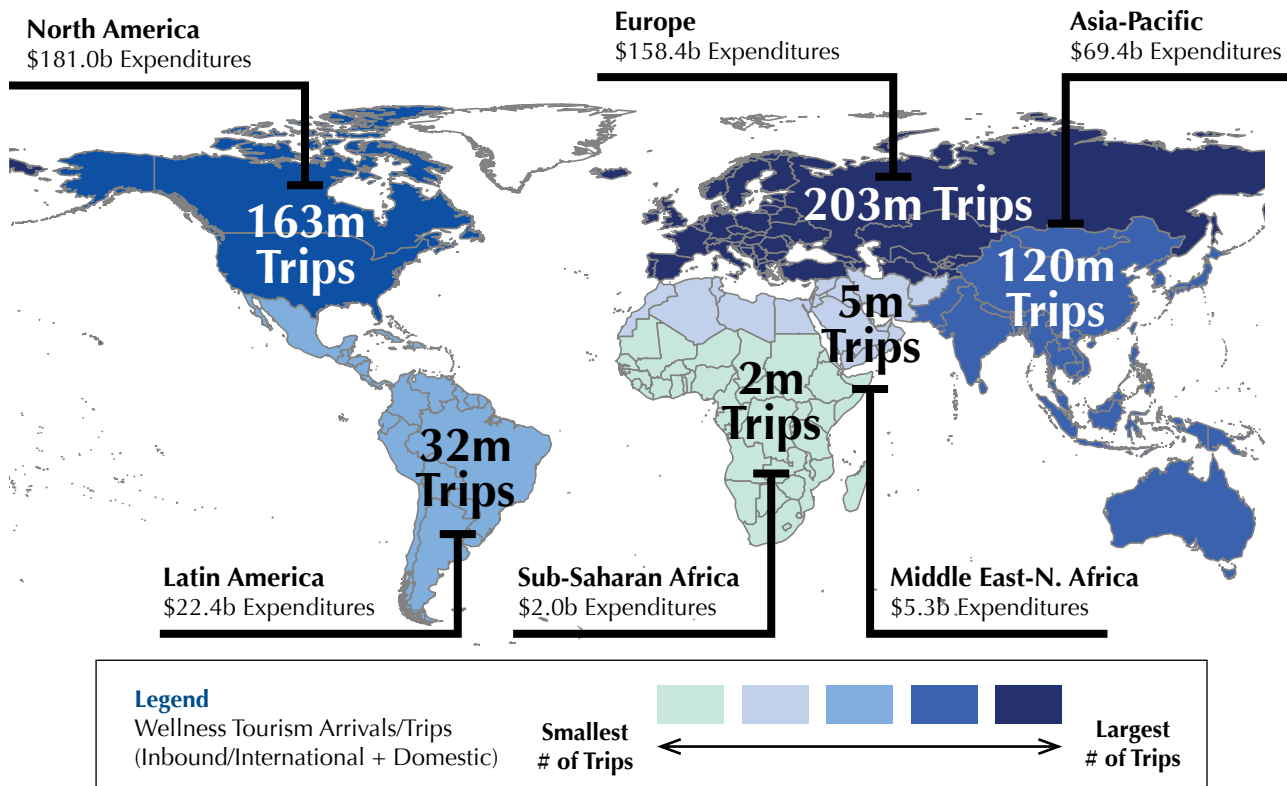 North America
$181.0b Expenditures
Europe
$158.4b Expenditures
Asia-Pacific
$69.4b Expenditures
163m
Trips
203m Trips
120m
Trips
5m
Trips
2m
Trips
32m
Trips
Latin America
$22.4b Expenditures
Sub-Saharan Africa
$2.0b Expenditures
Middle East-N. Africa
$5.3b Expenditures
Legend
Wellness Tourism Arrivals/Trips
(Inbound/International + Domestic)
Smallest
# of Trips
Largest
# of Trips